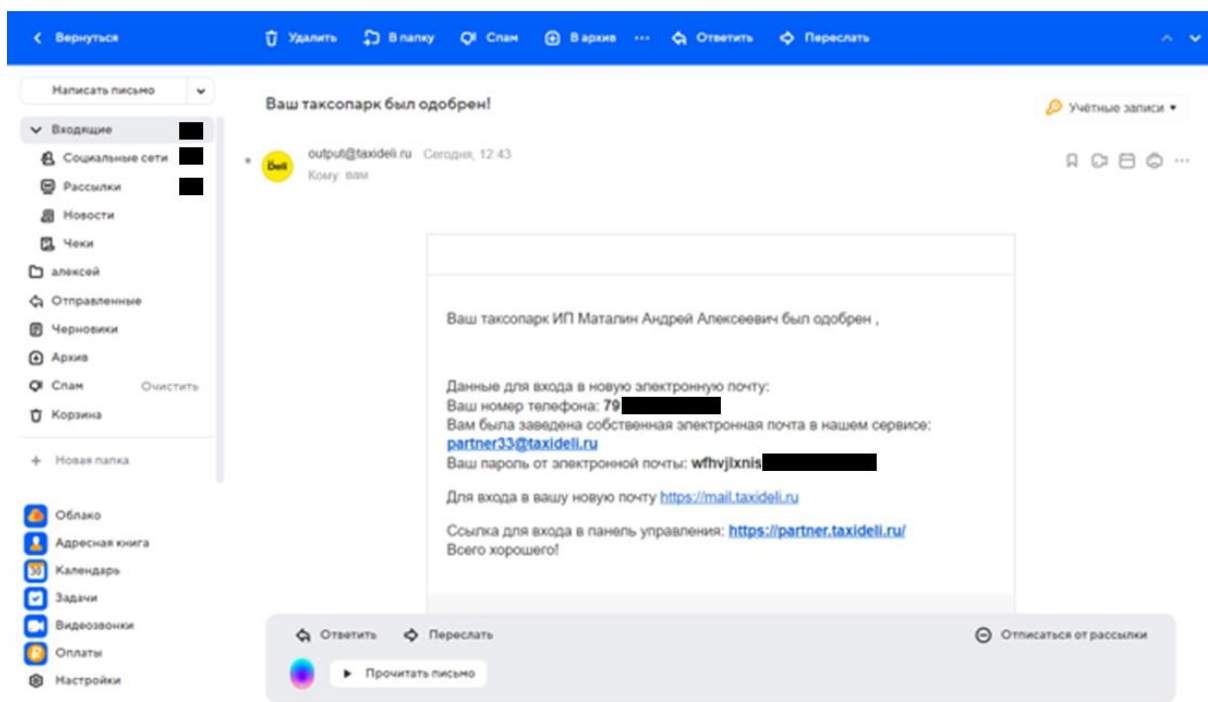 Вернуться
Удалить
В папку
Спам
В архив
Ответить
Переслать
Написать письмо
Входящие
Социальные сети
Рассылки
Новости
Чеки
алексей
Отправленные
Черновики
Архив
Спам
Очистить
Корзина
+ Новая папка
Облако
Адресная книга
30
Календарь
Задачи
Видеозвонки
Оплаты
Настройки
Ваш таксопарк был одобрен!
Учётные записи
Deli
output@taxideli.ru Сегодня, 12:43
Кому: вам
Ваш таксопарк ИП Маталин Андрей Алексеевич был одобрен ,
Данные для входа в новую электронную почту:
Ваш номер телефона: 79
Вам была заведена собственная электронная почта в нашем сервисе:
partner33@taxideli.ru
Ваш пароль от электронной почты: wfhvjlxnis
Для входа в вашу новую почту https://mail.taxideli.ru
Ссылка для входа в панель управления: https://partner.taxideli.ru/
Всего хорошего!
Ответить
Переслать
Отписаться от рассылки
Прочитать письмо